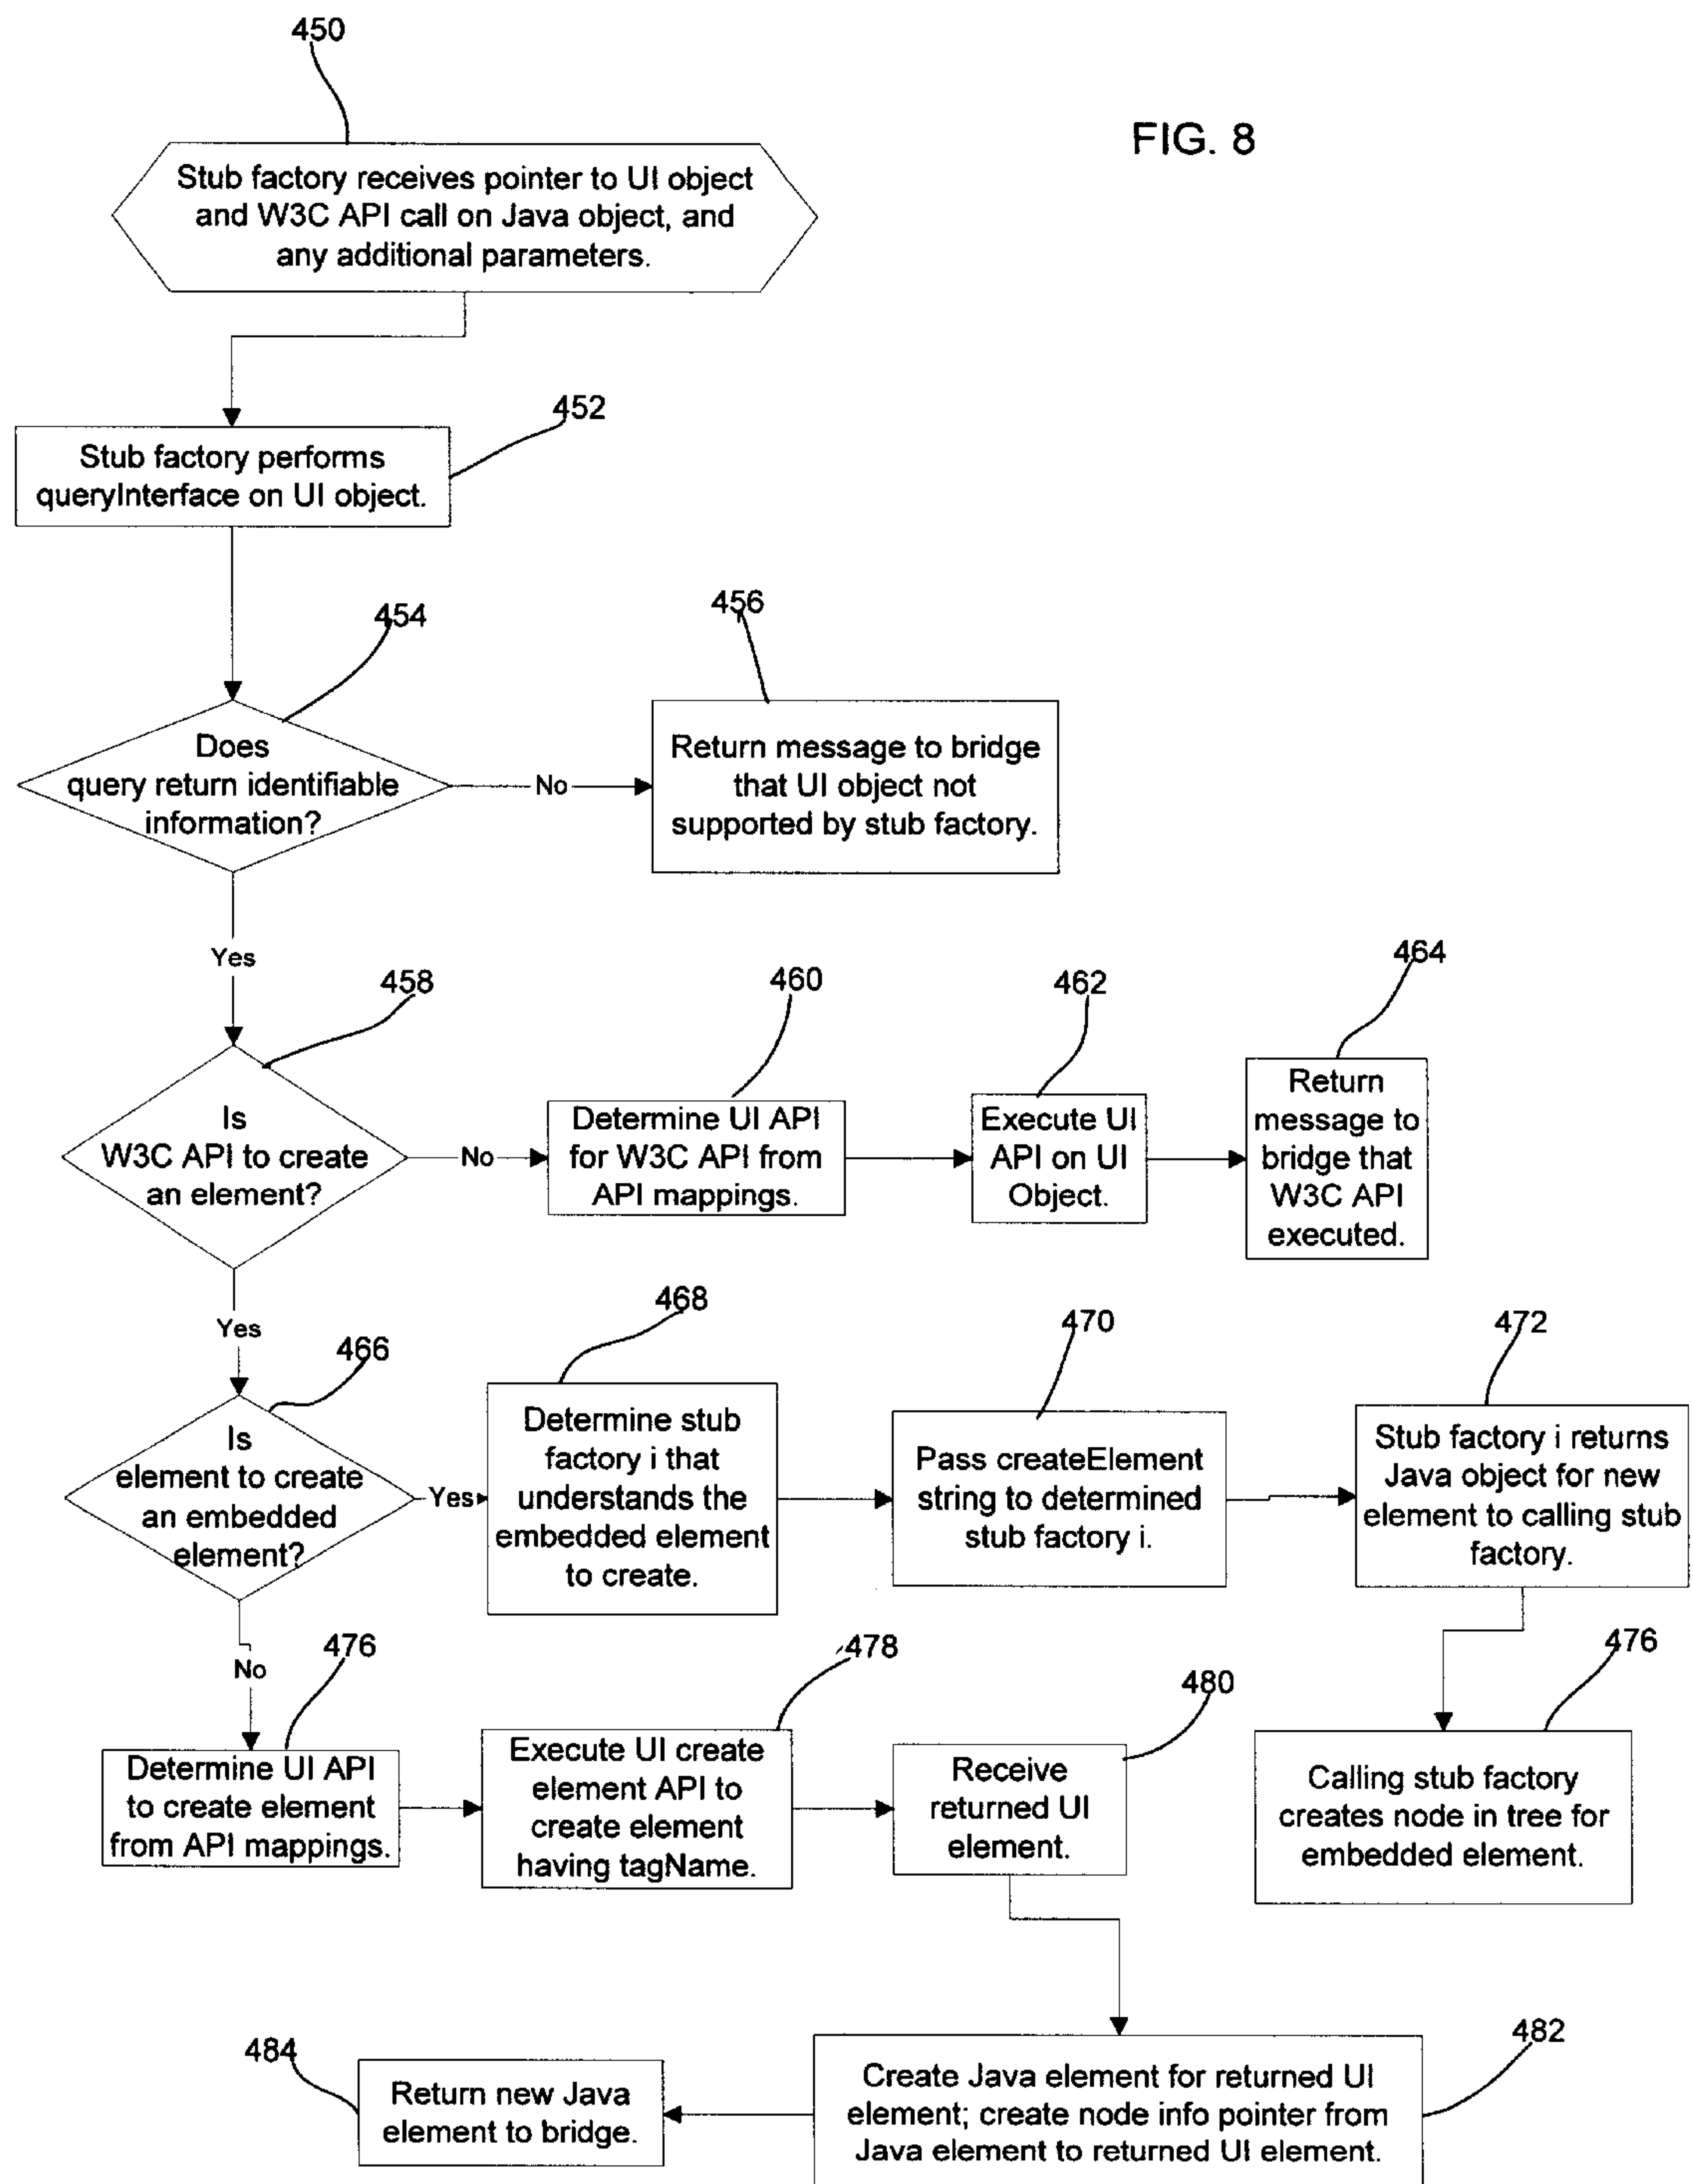 450
FIG. 8
Stub factory receives pointer to UI object
and W3C API call on Java object, and
any additional parameters.
452
Stub factory performs
queryInterface on UI object.
454
456
Does
query return identifiable
information?
No
Return message to bridge
that UI object not
supported by stub factory.
Yes
458
460
462
464
Is
W3C API to create
an element?
No
Determine UI API
for W3C API from
API mappings.
Execute UI
API on UI
Object.
Return
message to
bridge that
W3C API
executed.
Yes
466
468
470
472
Is
element to create
an embedded
element?
Yes
Determine stub
factory i that
understands the
embedded element
to create.
Pass createElement
string to determined
stub factory i.
Stub factory i returns
Java object for new
element to calling stub
factory.
No
476
478
480
476
Determine UI API
to create element
from API mappings.
Execute UI create
element API to
create element
having tagName.
Receive
returned UI
element.
Calling stub factory
creates node in tree for
embedded element.
484
482
Return new Java
element to bridge.
Create Java element for returned UI
element; create node info pointer from
Java element to returned UI element.